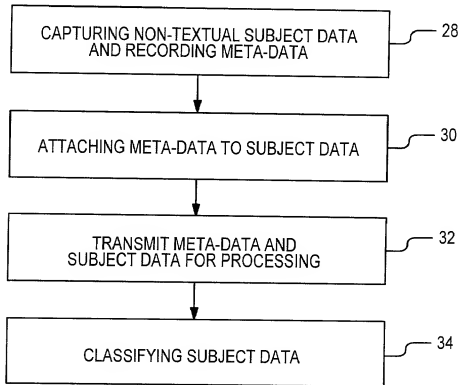 CAPTURING NON-TEXTUAL SUBJECT DATA
AND RECORDING META-DATA
28
ATTACHING META-DATA TO SUBJECT DATA
30
TRANSMIT META-DATA AND
SUBJECT DATA FOR PROCESSING
32
CLASSIFYING SUBJECT DATA
34